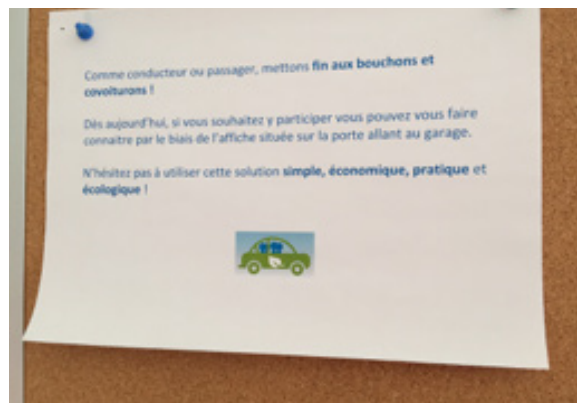 Comme conducteur ou passager, mettons fin aux bouchons et
covoiturons !
Dès aujourd'hui, si vous souhaitez y participer vous pouvez vous faire
connaitre par le biais de l'affiche située sur la porte allant au garage.
N'hésitez pas à utiliser cette solution simple, économique, pratique et
écologique !